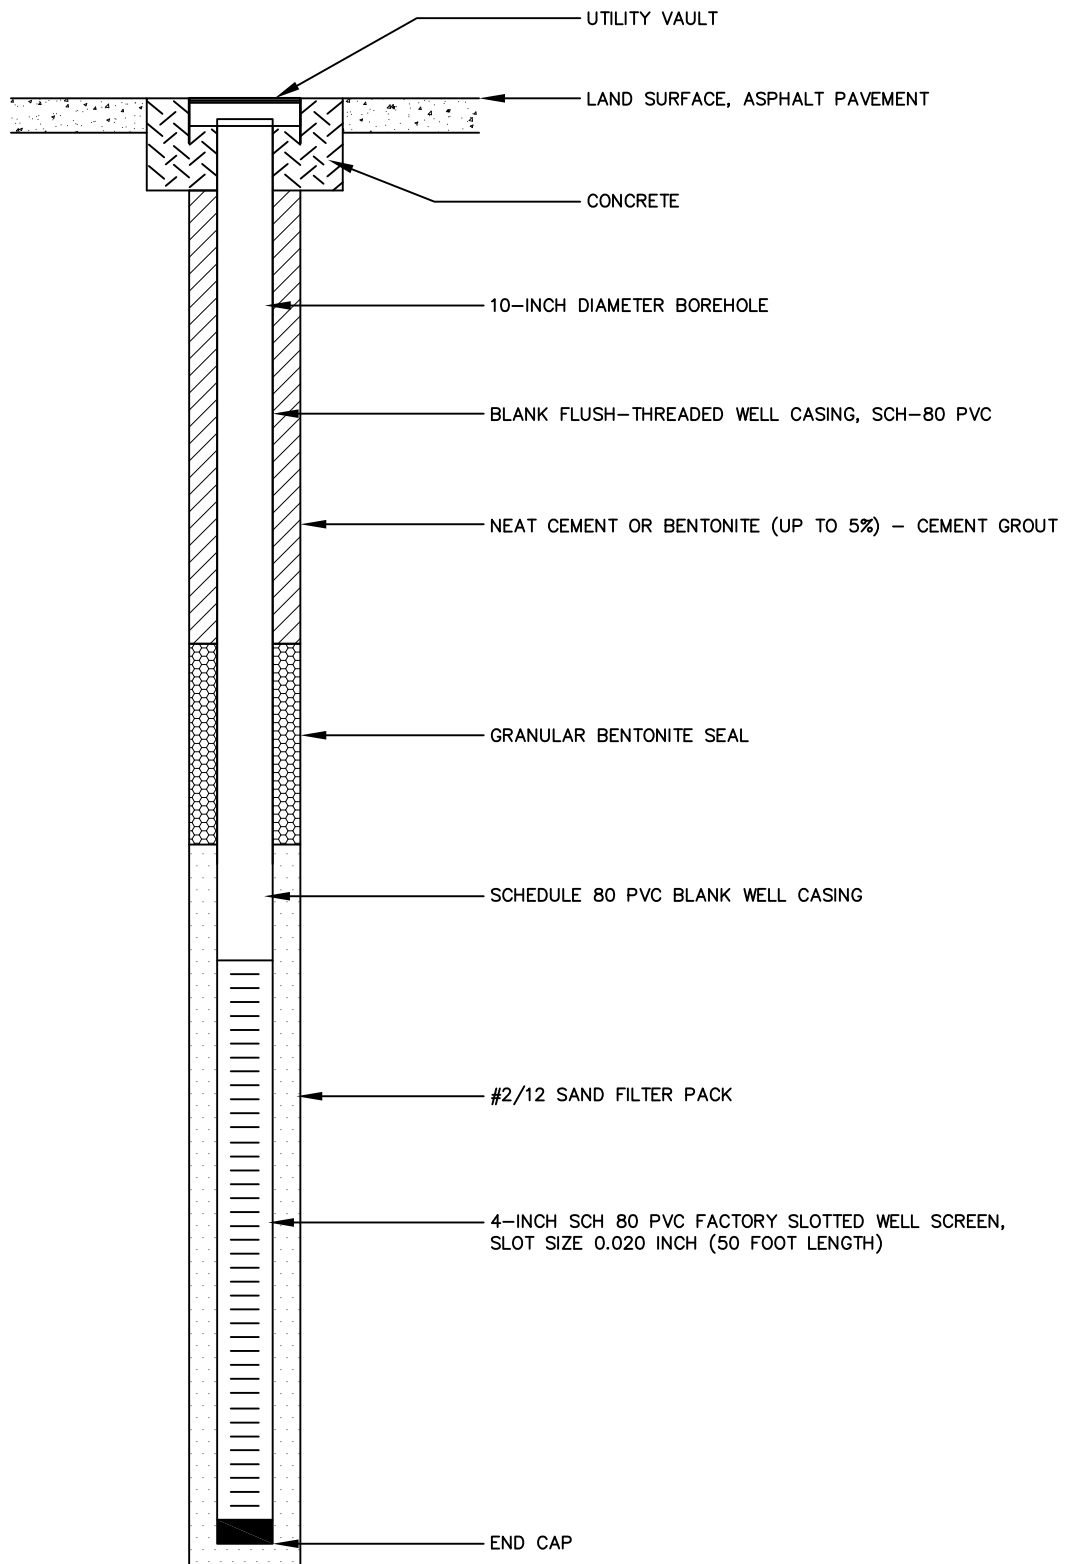 UTILITY VAULT
LAND SURFACE, ASPHALT PAVEMENT
CONCRETE
10-INCH DIAMETER BOREHOLE
BLANK FLUSH-THREADED WELL CASING, SCH-80 PVC
NEAT CEMENT OR BENTONITE (UP TO 5%) - CEMENT GROUT
GRANULAR BENTONITE SEAL
SCHEDULE 80 PVC BLANK WELL CASING
#2/12 SAND FILTER PACK
4-INCH SCH 80 PVC FACTORY SLOTTED WELL SCREEN,
SLOT SIZE 0.020 INCH (50 FOOT LENGTH)
END CAP